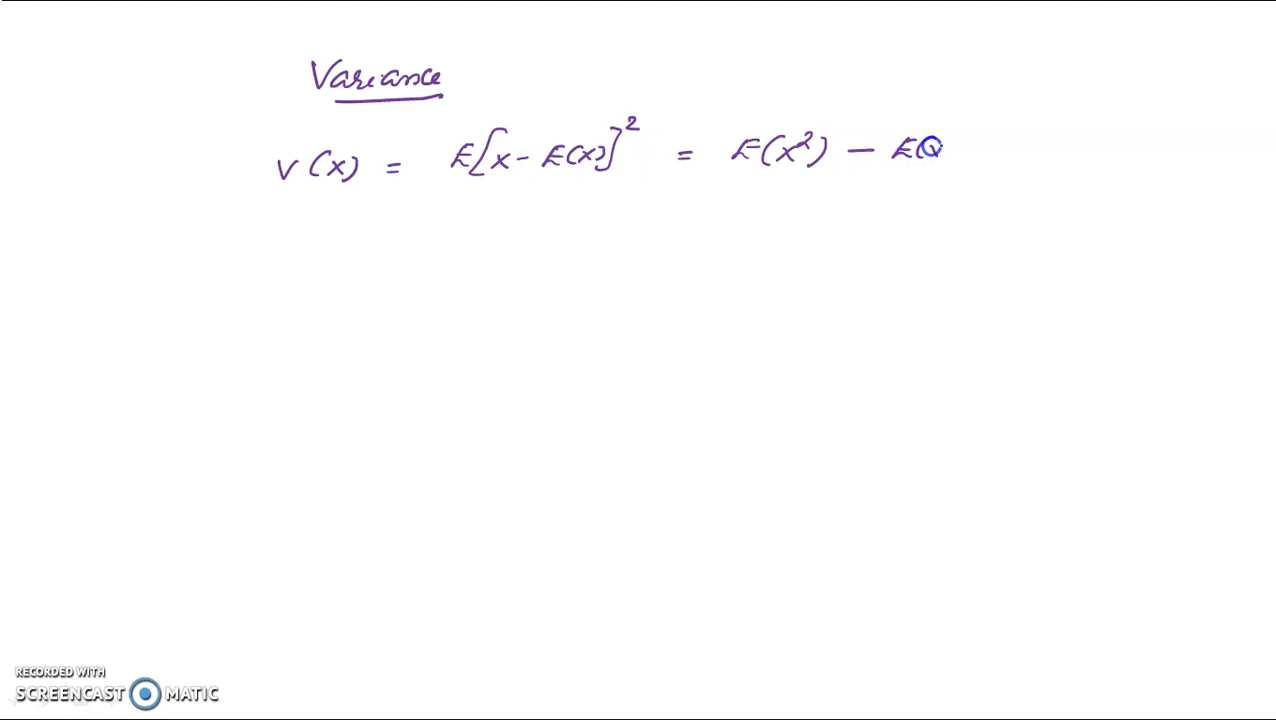 Variance
V(X) = E[X - E(X)]² = E(X²) - E(
RECORDED WITH
SCREENCAST MATIC